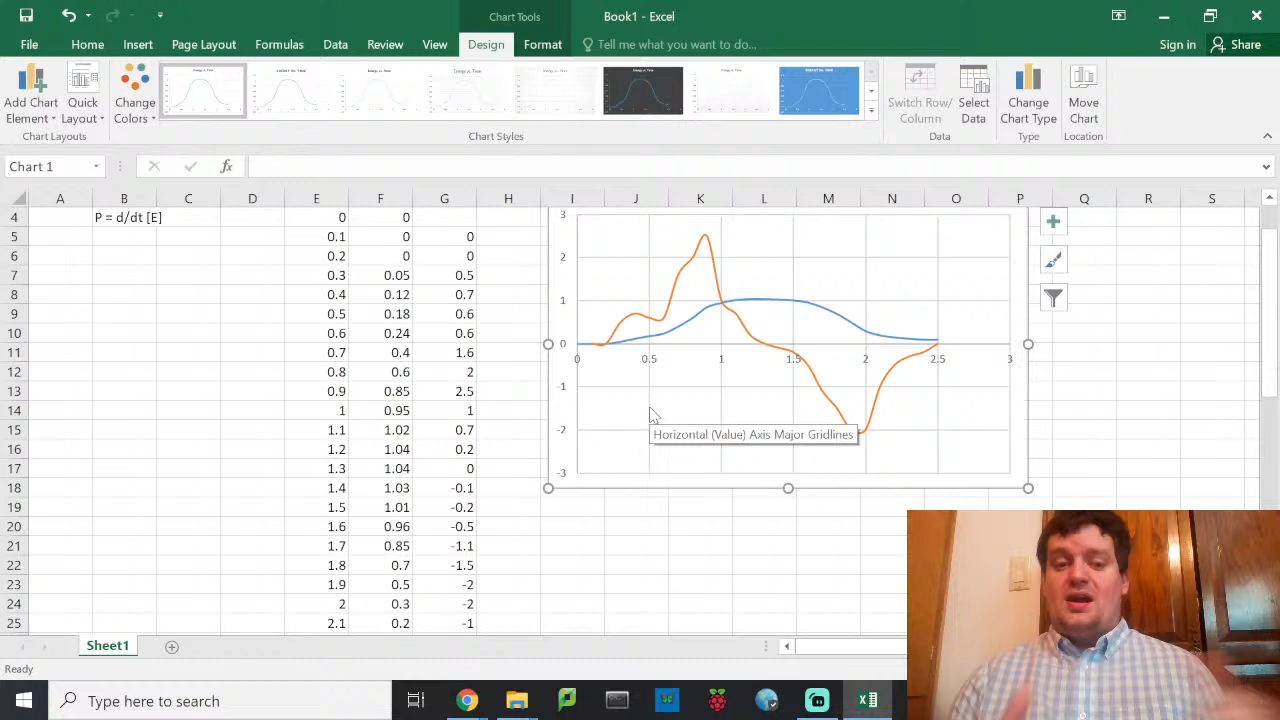 Chart Tools
Book1 - Excel
File Home Insert Page Layout Formulas Data Review View Design Format Tell me what you want to do... Sign in Share
Add Chart Element
Quick Layout
Change Colors
Switch Row/ Column
Select Data
Change Chart Type
Move Chart
Chart Layouts Chart Styles Data Type Location
Chart 1 fx
A B C D E F G H I J K L M N O P Q R S
4 P = d/dt [E] 0 0
5 0.1 0 0
6 0.2 0 0
7 0.3 0.05 0.5
8 0.4 0.12 0.7
9 0.5 0.18 0.6
10 0.6 0.24 0.6
11 0.7 0.4 1.6
12 0.8 0.6 2
13 0.9 0.85 2.5
14 1 0.95 1
15 1.1 1.02 0.7
16 1.2 1.04 0.2
17 1.3 1.04 0
18 1.4 1.03 -0.1
19 1.5 1.01 -0.2
20 1.6 0.96 -0.5
21 1.7 0.85 -1.1
22 1.8 0.7 -1.5
23 1.9 0.5 -2
24 2 0.3 -2
25 2.1 0.2 -1
3
2
1
0
0 0.5 1 1.5 2 2.5 3
-1
-2
-3
Horizontal (Value) Axis Major Gridlines
Sheet1
Ready
Type here to search